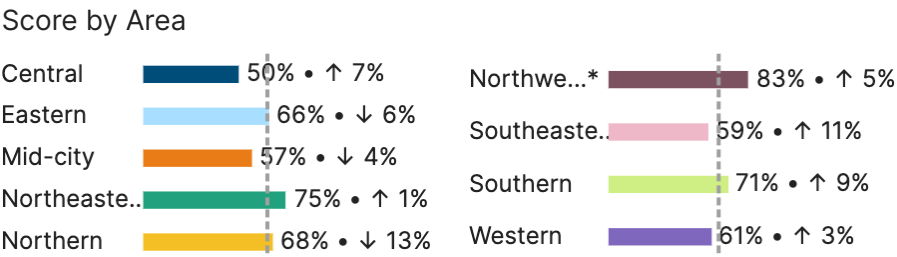 Score by Area
Central 50% • ↑ 7%
Eastern 66% • ↓ 6%
Mid-city 57% • ↓ 4%
Northeaste.. 75% • ↑ 1%
Northern 68% • ↓ 13%
Northwe...* 83% • ↑ 5%
Southeaste.. 59% • ↑ 11%
Southern 71% • ↑ 9%
Western 61% • ↑ 3%